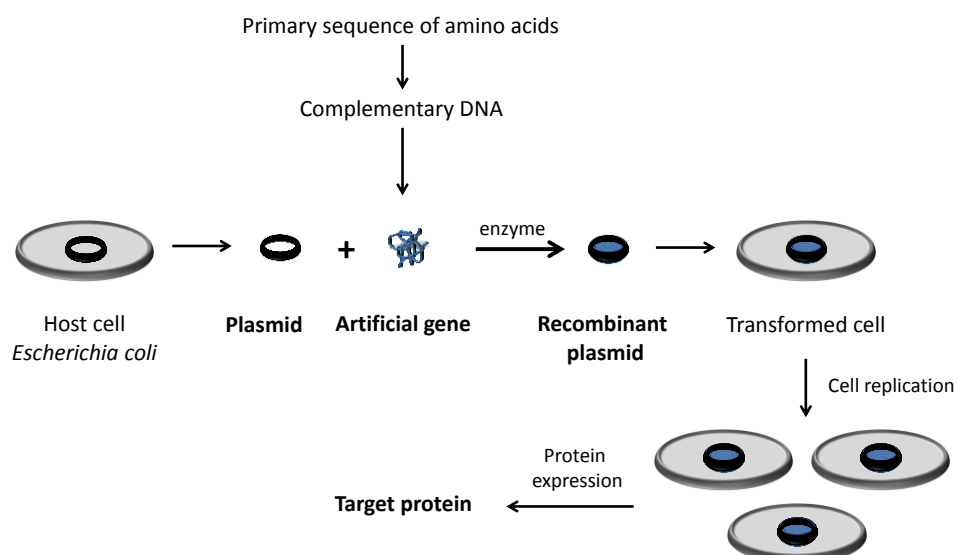 Primary sequence of amino acids
Complementary DNA
enzyme
+
Host cell
Escherichia coli
Plasmid
Artificial gene
Recombinant
plasmid
Transformed cell
Cell replication
Protein
expression
Target protein